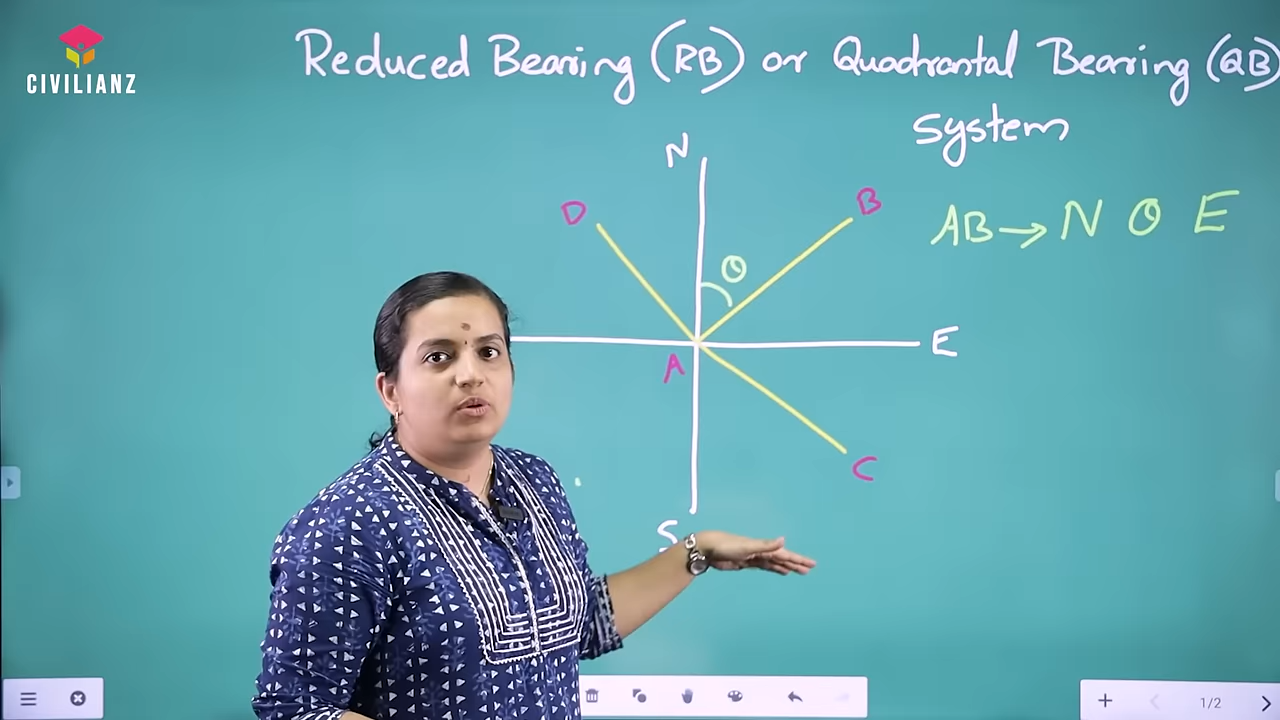 CIVILIANZ
Reduced Bearing (RB) or Quadrantal Bearing (QB)
System
N
D
B
θ
AB→ N θ E
E
A
C
S
1/2